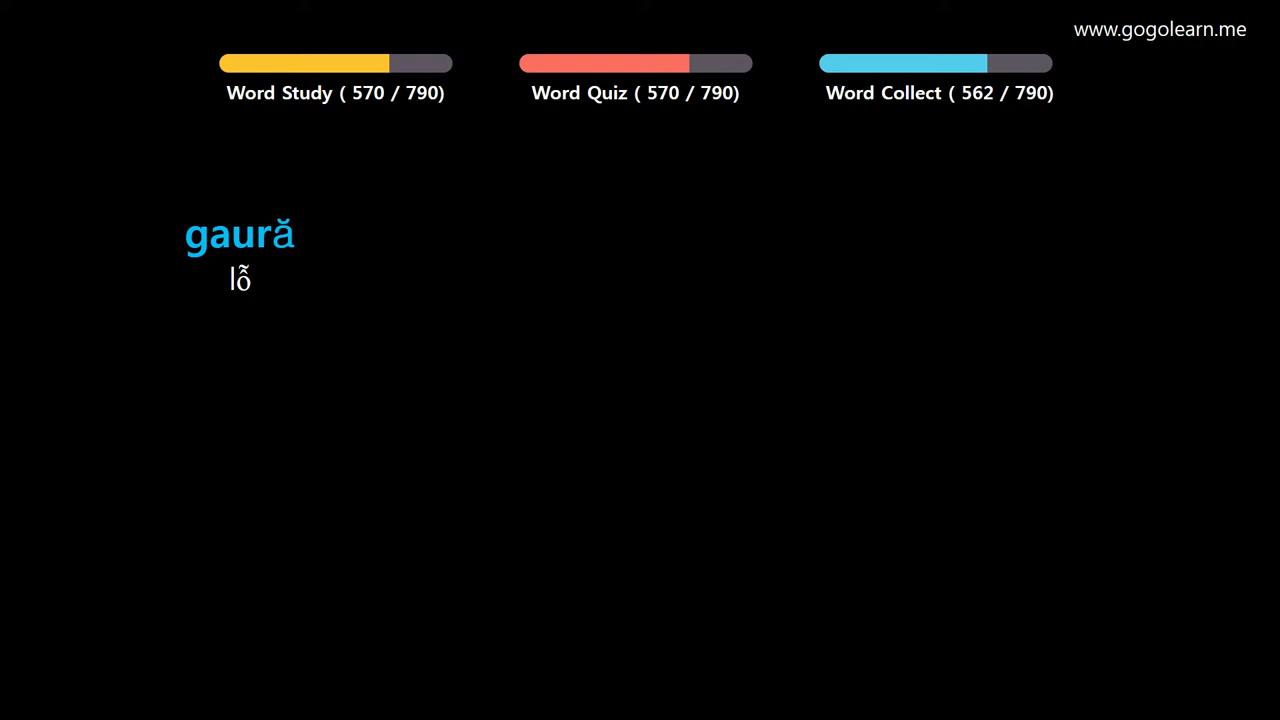 www.gogolearn.me
Word Study ( 570 / 790)
Word Quiz ( 570 / 790)
Word Collect ( 562 / 790)
gaură
lỗ